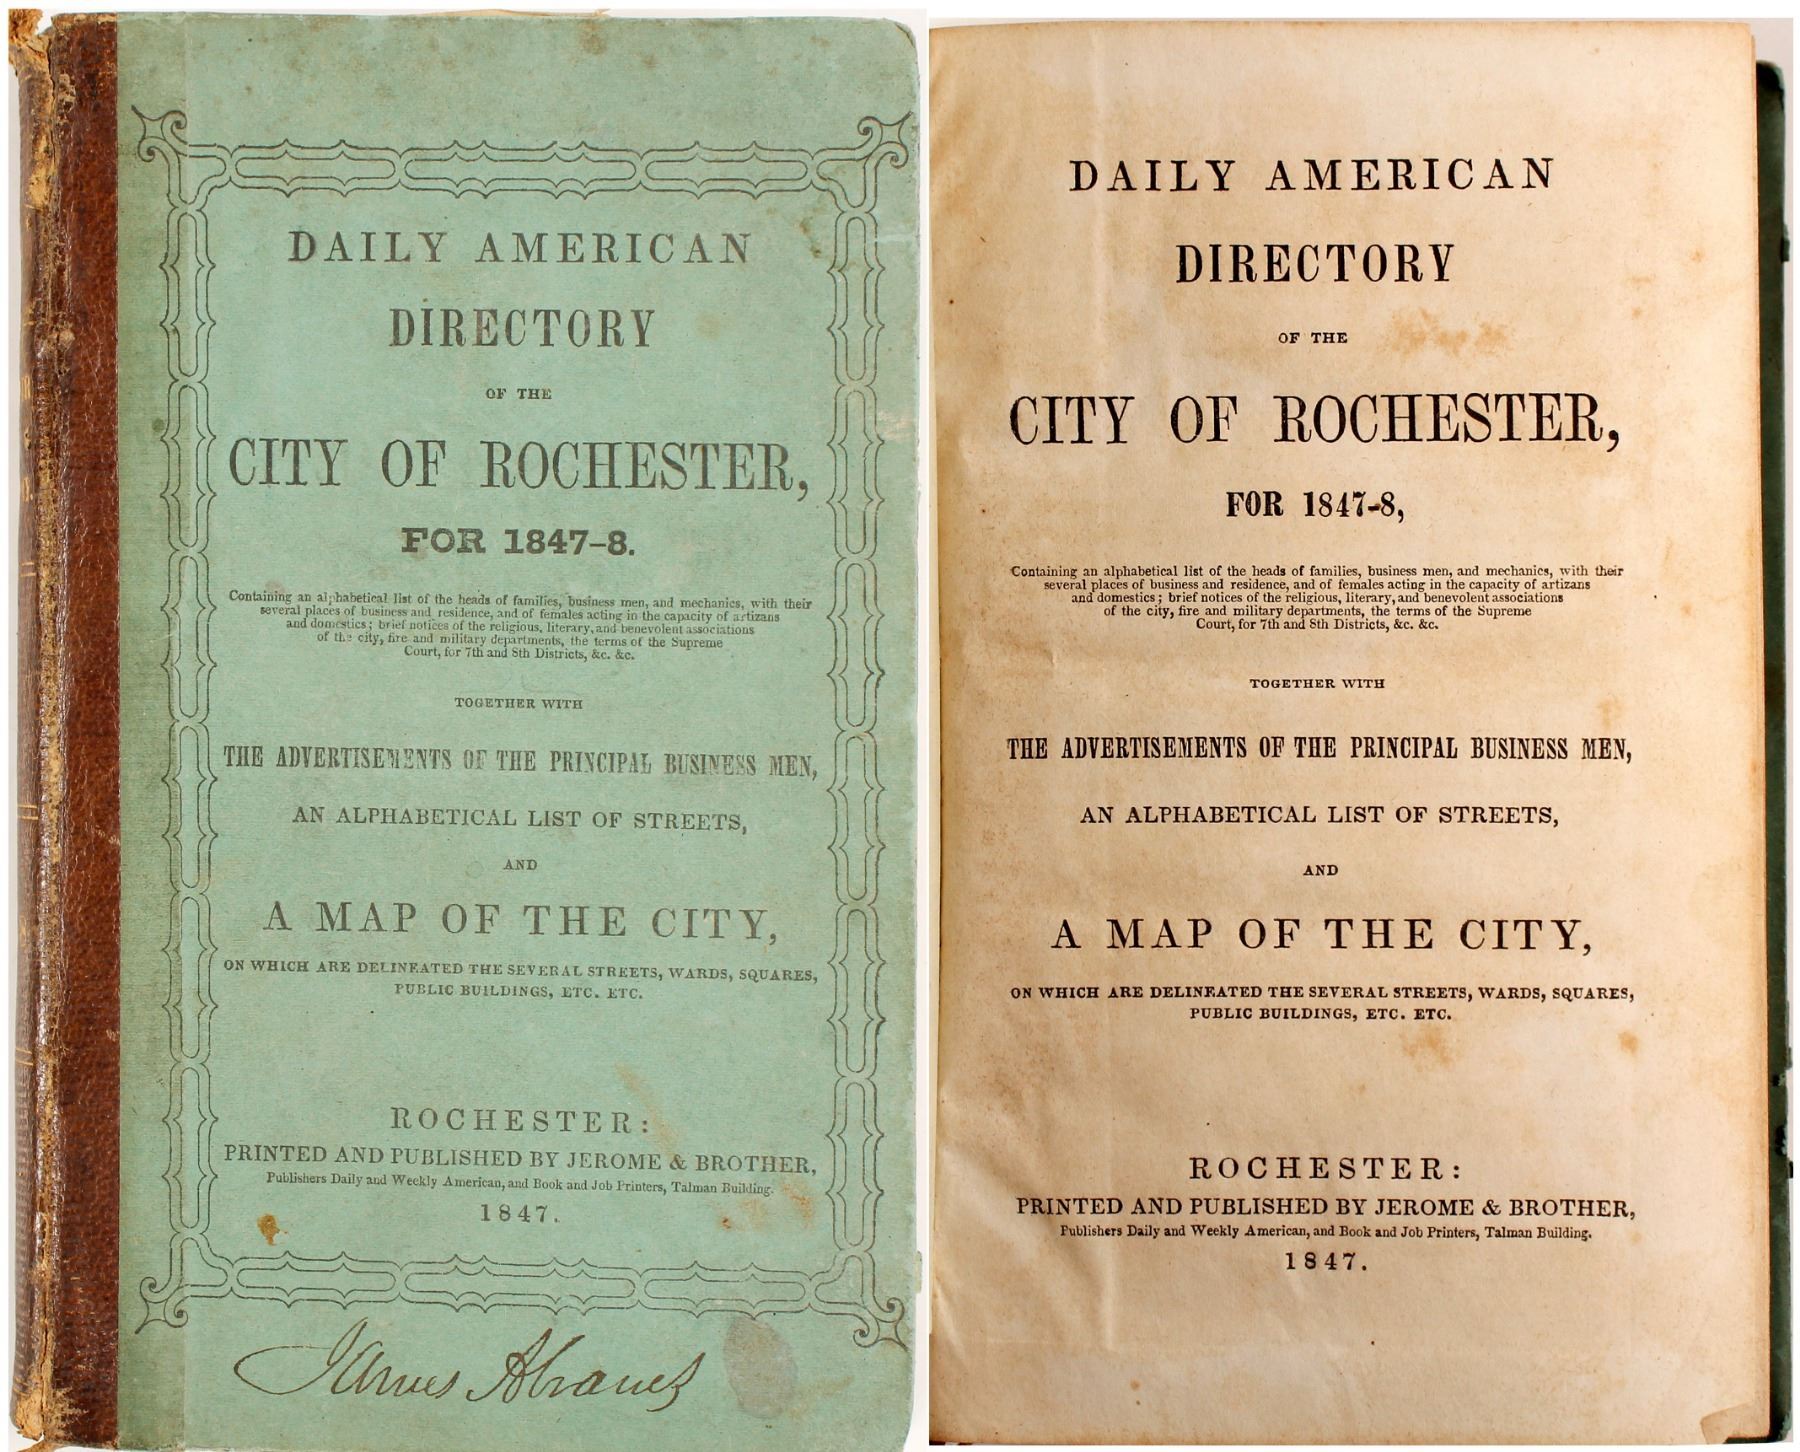 DAILY AMERICAN
DIRECTORY
OF THE
CITY OF ROCHESTER,
FOR 1847-8.
Containing an alphabetical list of the heads of families, business men, and mechanics, with their
several places of business and residence, and of females acting in the capacity of artizans
and domestics; brief notices of the religious, literary, and benevolent associations
of the city, fire and military departments, the terms of the Supreme
Court, for 7th and 8th Districts, &c. &c.
TOGETHER WITH
THE ADVERTISEMENTS OF THE PRINCIPAL BUSINESS MEN,
AN ALPHABETICAL LIST OF STREETS,
AND
A MAP OF THE CITY,
ON WHICH ARE DELINEATED THE SEVERAL STREETS, WARDS, SQUARES,
PUBLIC BUILDINGS, ETC. ETC.
ROCHESTER:
PRINTED AND PUBLISHED BY JEROME & BROTHER,
Publishers Daily and Weekly American, and Book and Job Printers, Talman Building.
1847.
James Abrams
DAILY AMERICAN
DIRECTORY
OF THE
CITY OF ROCHESTER,
FOR 1847-8,
Containing an alphabetical list of the heads of families, business men, and mechanics, with their
several places of business and residence, and of females acting in the capacity of artizans
and domestics; brief notices of the religious, literary, and benevolent associations
of the city, fire and military departments, the terms of the Supreme
Court, for 7th and 8th Districts, &c. &c.
TOGETHER WITH
THE ADVERTISEMENTS OF THE PRINCIPAL BUSINESS MEN,
AN ALPHABETICAL LIST OF STREETS,
AND
A MAP OF THE CITY,
ON WHICH ARE DELINEATED THE SEVERAL STREETS, WARDS, SQUARES,
PUBLIC BUILDINGS, ETC. ETC.
ROCHESTER:
PRINTED AND PUBLISHED BY JEROME & BROTHER,
Publishers Daily and Weekly American, and Book and Job Printers, Talman Building.
1847.